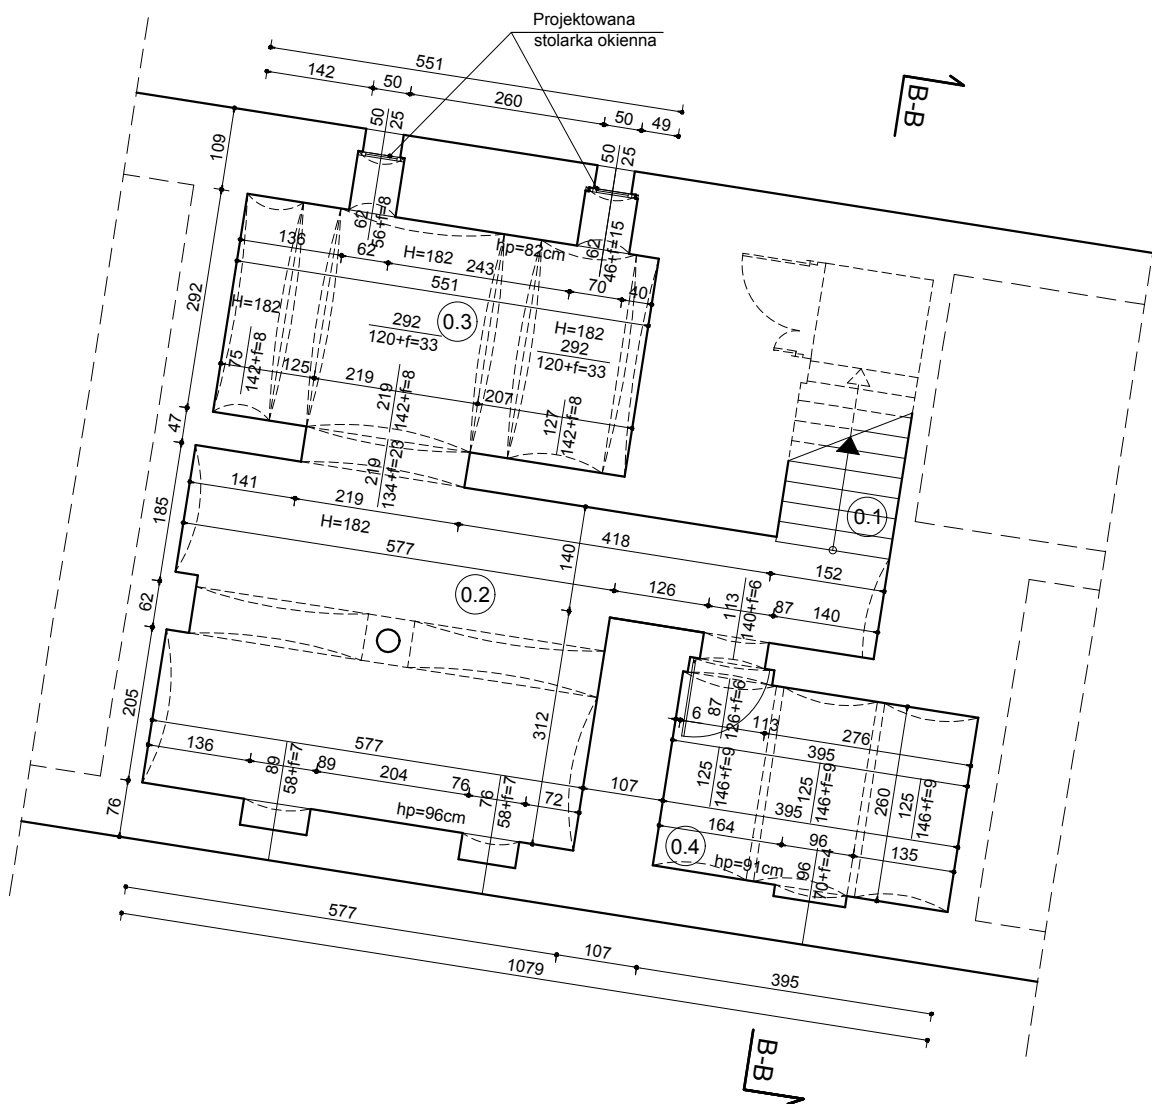 Projektowana
stolarka okienna
551
142
50
260
50
49
B-B
109
50
25
50
25
62
56+f=8
62
46+f=15
hp=82cm
136
62
H=182
243
70
40
551
292
H=182
0.3
H=182
292
120+f=33
292
120+f=33
75
142+f=8
125
219
219
142+f=8
207
127
142+f=8
47
219
134+f=23
141
219
H=182
185
577
140
418
152
0.1
126
113
140+f=6
87
140
62
0.2
205
312
87
126+f=6
6
113
276
395
577
136
89
58+f=7
89
204
76
76
58+f=7
72
107
125
146+f=9
125
146+f=9
260
125
146+f=9
395
76
hp=96cm
164
96
135
0.4
hp=91cm
96
70+f=4
577
107
1079
395
B-B